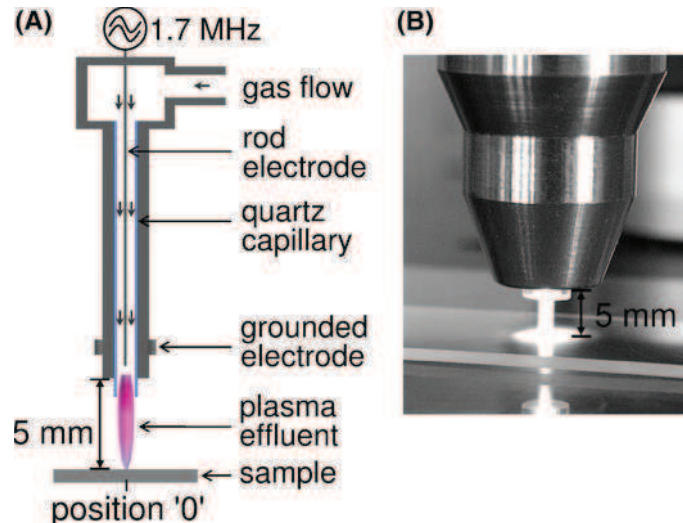 (A)
1.7 MHz
gas flow
rod
electrode
quartz
capillary
grounded
electrode
5 mm
plasma
effluent
sample
position '0'
(B)
5 mm